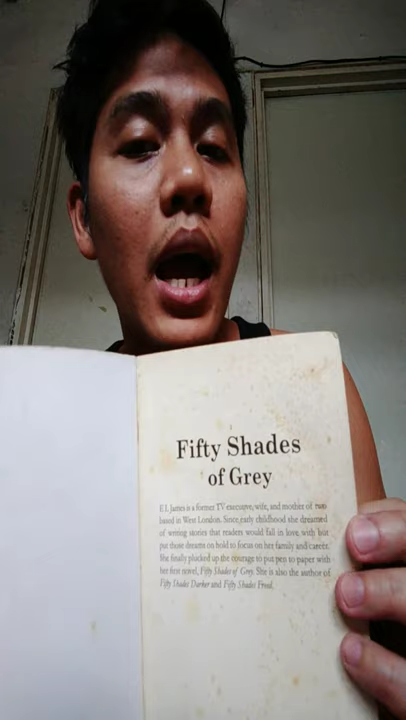 Fifty Shades
of Grey
E L James is a former TV executive, wife, and mother of two
based in West London. Since early childhood she dreamed
of writing stories that readers would fall in love with but
put those dreams on hold to focus on her family and career.
She finally plucked up the courage to put pen to paper with
her first novel, Fifty Shades of Grey. She is also the author of
Fifty Shades Darker and Fifty Shades Freed.